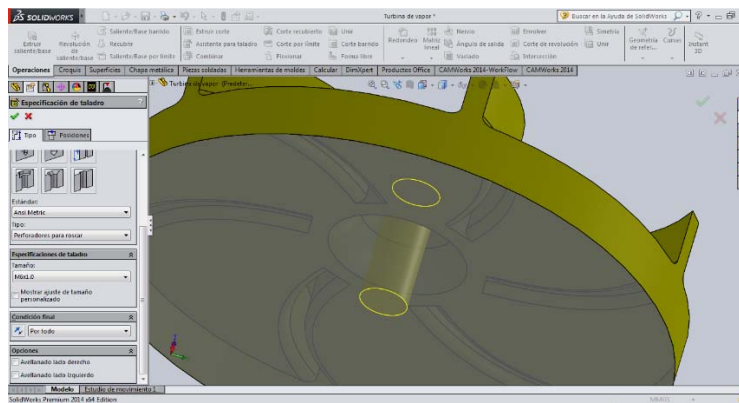 SOLIDWORKS
Turbina de vapor *
Buscar en la Ayuda de SolidWorks
Extruir saliente/base
Revolución de saliente/base
Saliente/Base barrido
Recubrir
Saliente/Base por límite
Extruir corte
Asistente para taladro
Combinar
Corte recubierto
Corte por límite
Posicionar
Unir
Corte barrido
Forma libre
Redondeo
Matriz lineal
Nervio
Ángulo de salida
Vaciado
Envolver
Corte de revolución
Intersección
Simetría
Unir
Geometría de refer...
Curvas
Instant 3D
Operaciones Croquis Superficies Chapa metálica Piezas soldadas Herramientas de moldes Calcular DimXpert Productos Office CAMWorks 2014-WorkFlow CAMWorks 2014
Turbina de vapor (Predeter...
Especificación de taladro ?
Tipo Posiciones
Estándar:
Ansi Metric
Tipo:
Perforadores para roscar
Especificaciones de taladro
Tamaño:
M6x1.0
Mostrar ajuste de tamaño
personalizado
Condición final
Por todo
Opciones
Avellanado lado derecho
Avellanado lado izquierdo
Modelo Estudio de movimiento 1
SolidWorks Premium 2014 x64 Edition
MMGS